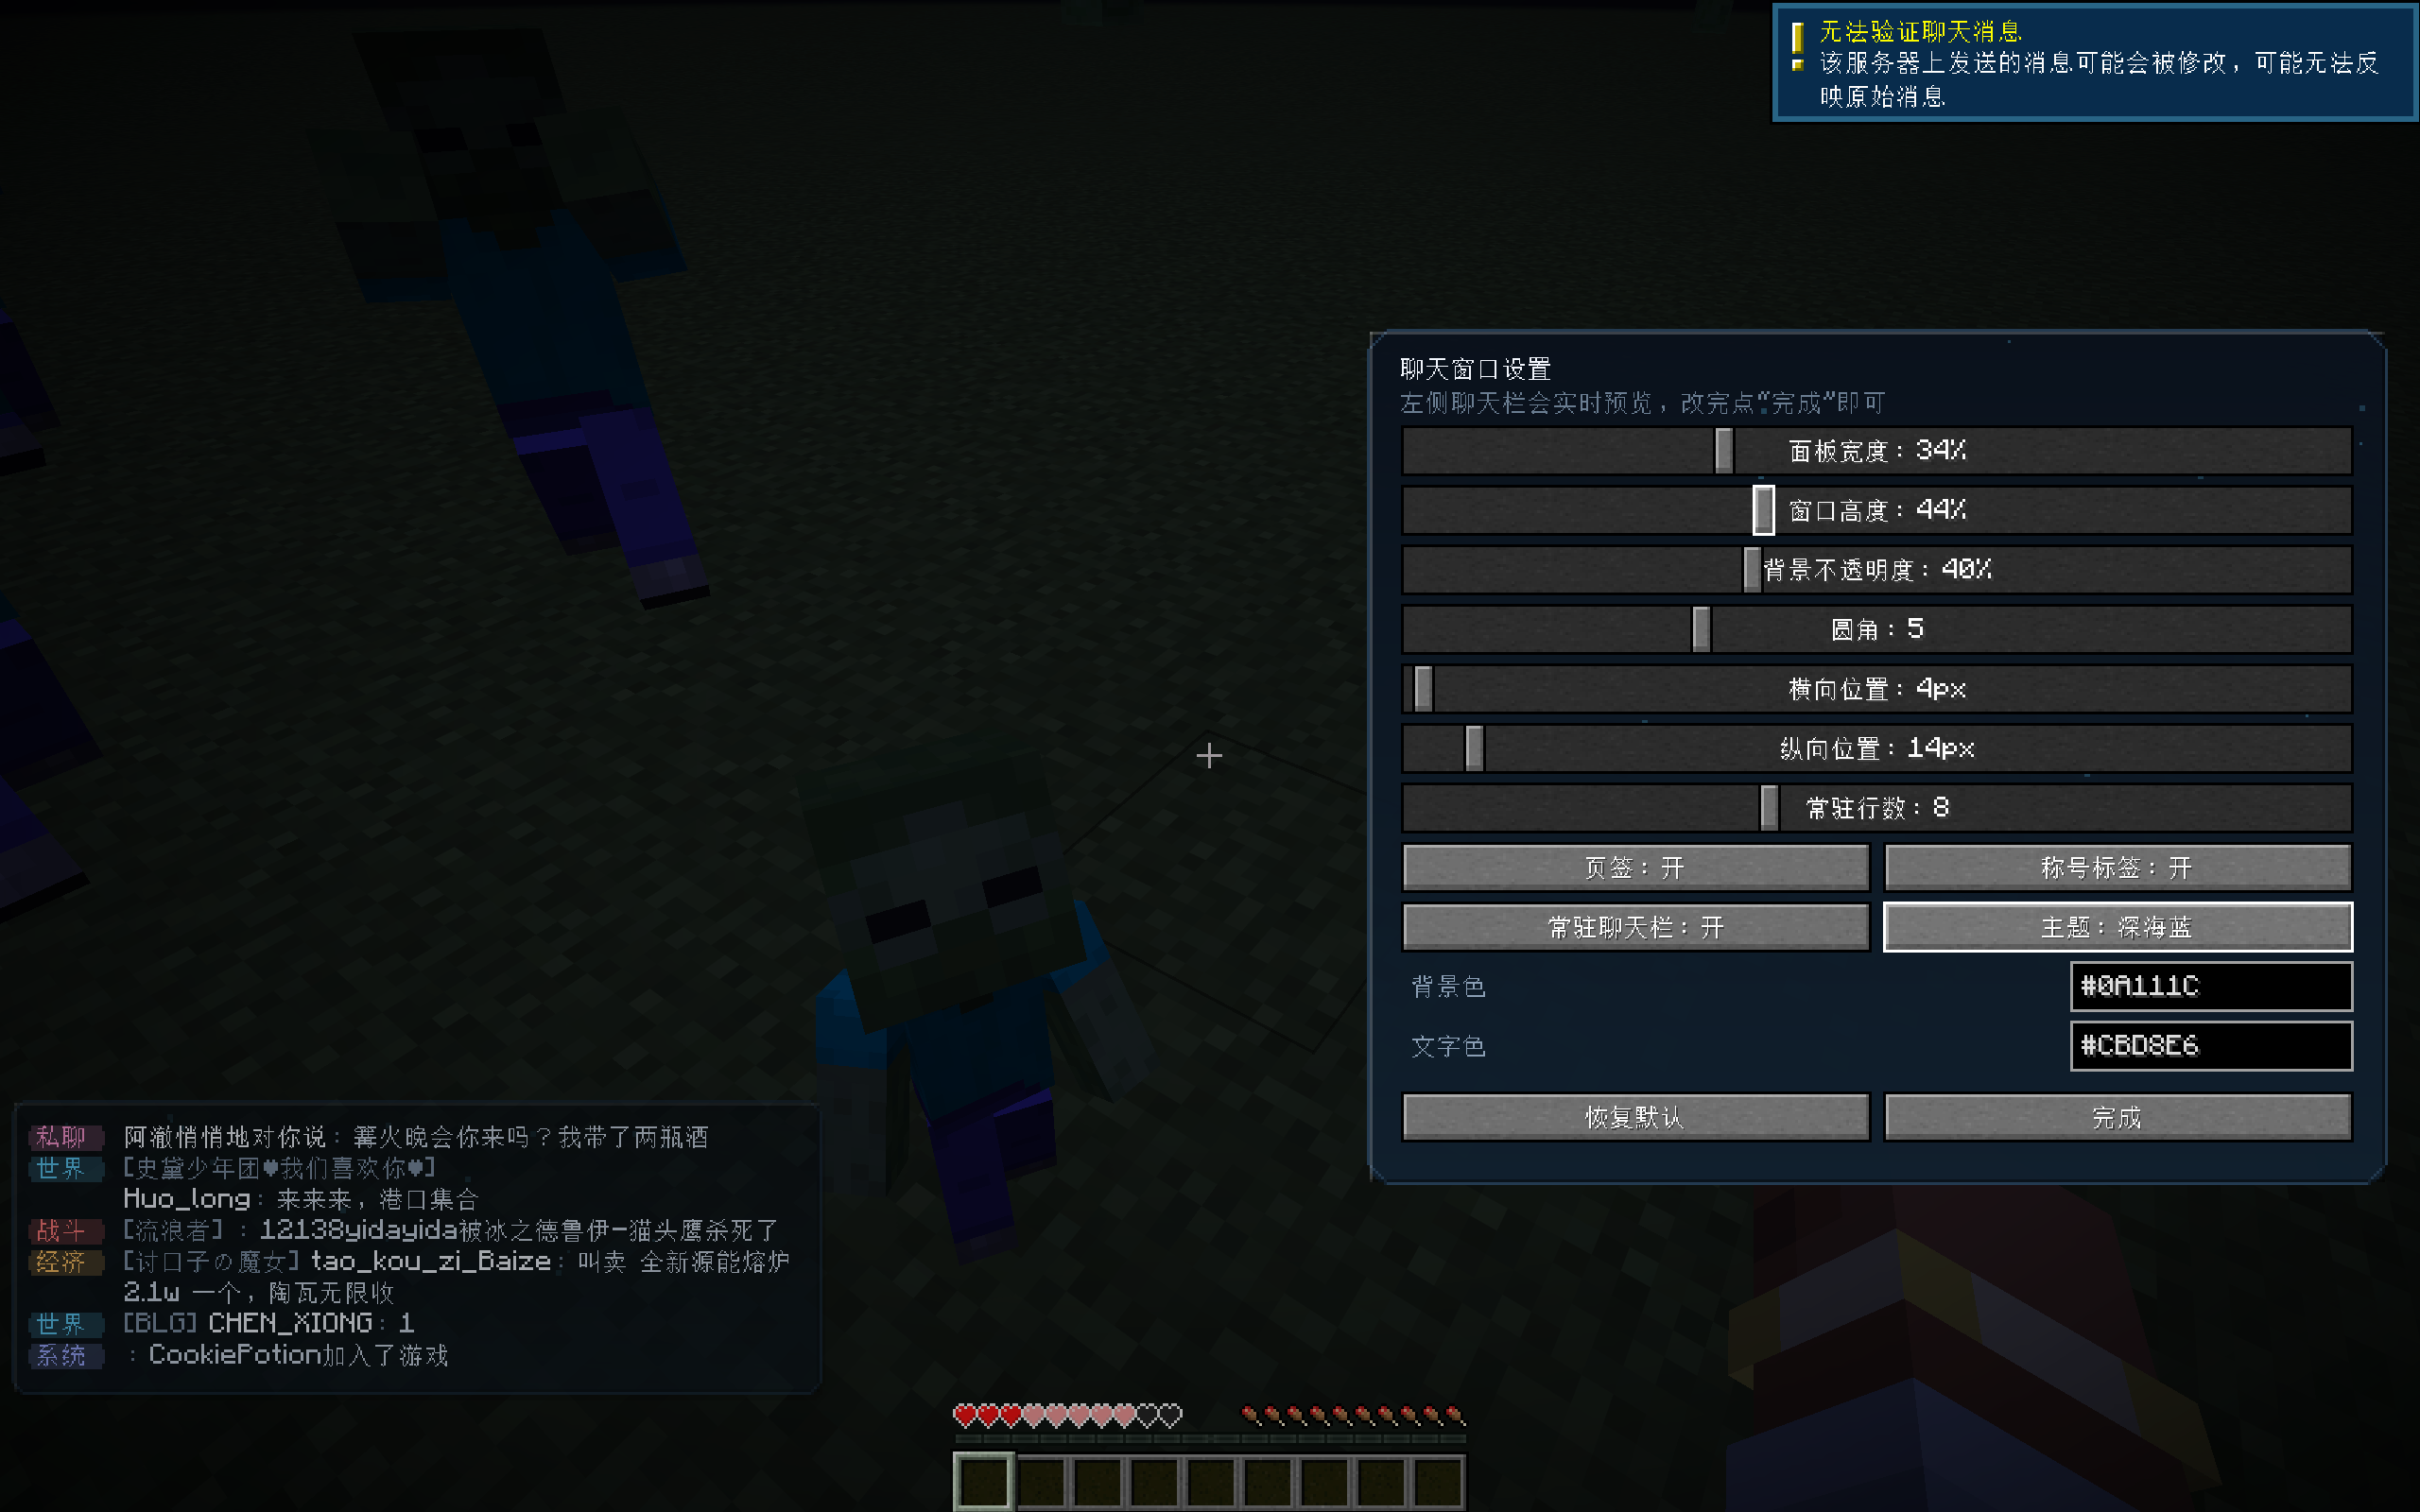 无法验证聊天消息
该服务器上发送的消息可能会被修改，可能无法反
映原始消息
聊天窗口设置
左侧聊天栏会实时预览，改完点"完成"即可
面板宽度：34%
窗口高度：44%
背景不透明度：40%
圆角：5
横向位置：4px
纵向位置：14px
常驻行数：8
页签：开
称号标签：开
常驻聊天栏：开
主题：深海蓝
背景色
#0A111C
文字色
#CBD8E6
恢复默认
完成
私聊 阿澈悄悄地对你说：篝火晚会你来吗？我带了两瓶酒
世界 [史黛少年团♥我们喜欢你♥]
Huo_long：来来来，港口集合
战斗 [流浪者]：12138yidayida被冰之德鲁伊-猫头鹰杀死了
经济 [讨口子の魔女] tao_kou_zi_Baize：叫卖 全新源能熔炉
2.1w 一个，陶瓦无限收
世界 [BLG] CHEN_XIONG：1
系统 ：CookiePotion加入了游戏